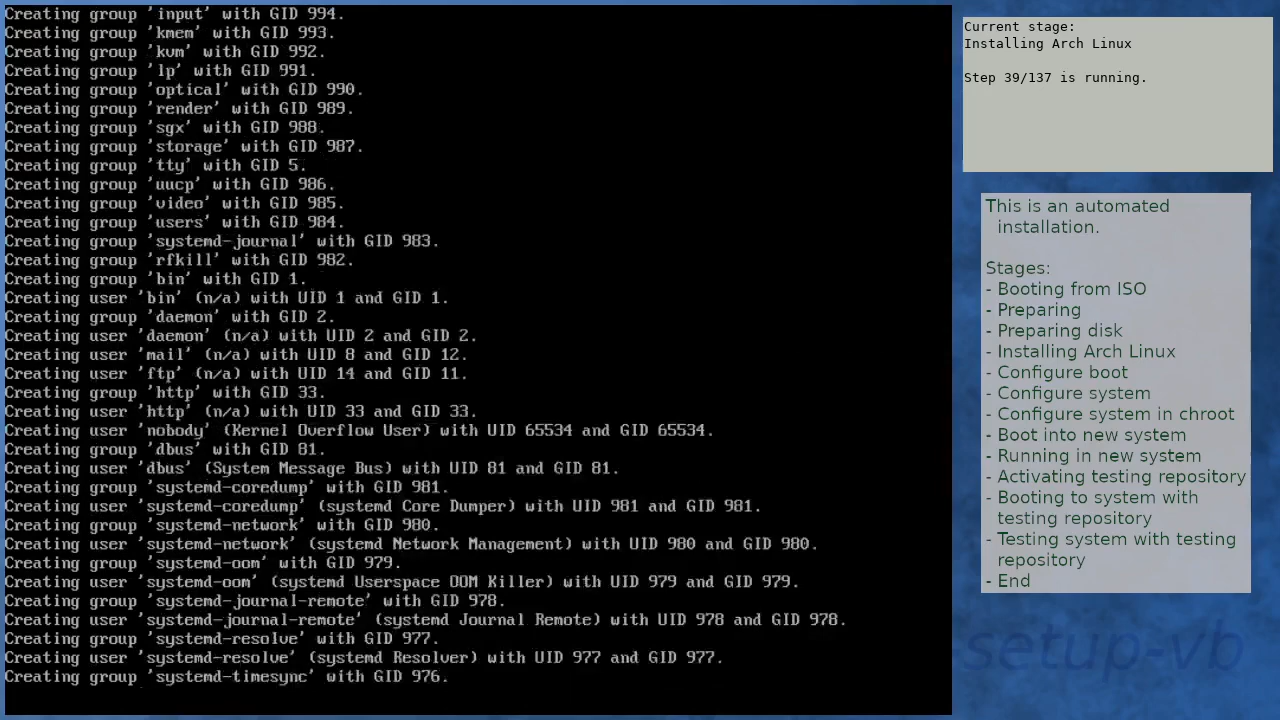 Creating group 'input' with GID 994.
Creating group 'kmem' with GID 993.
Creating group 'kvm' with GID 992.
Creating group 'lp' with GID 991.
Creating group 'optical' with GID 990.
Creating group 'render' with GID 989.
Creating group 'sgx' with GID 988.
Creating group 'storage' with GID 987.
Creating group 'tty' with GID 5.
Creating group 'uucp' with GID 986.
Creating group 'video' with GID 985.
Creating group 'users' with GID 984.
Creating group 'systemd-journal' with GID 983.
Creating group 'rfkill' with GID 982.
Creating group 'bin' with GID 1.
Creating user 'bin' (n/a) with UID 1 and GID 1.
Creating group 'daemon' with GID 2.
Creating user 'daemon' (n/a) with UID 2 and GID 2.
Creating user 'mail' (n/a) with UID 8 and GID 12.
Creating user 'ftp' (n/a) with UID 14 and GID 11.
Creating group 'http' with GID 33.
Creating user 'http' (n/a) with UID 33 and GID 33.
Creating user 'nobody' (Kernel Overflow User) with UID 65534 and GID 65534.
Creating group 'dbus' with GID 81.
Creating user 'dbus' (System Message Bus) with UID 81 and GID 81.
Creating group 'systemd-coredump' with GID 981.
Creating user 'systemd-coredump' (systemd Core Dumper) with UID 981 and GID 981.
Creating group 'systemd-network' with GID 980.
Creating user 'systemd-network' (systemd Network Management) with UID 980 and GID 980.
Creating group 'systemd-oom' with GID 979.
Creating user 'systemd-oom' (systemd Userspace OOM Killer) with UID 979 and GID 979.
Creating group 'systemd-journal-remote' with GID 978.
Creating user 'systemd-journal-remote' (systemd Journal Remote) with UID 978 and GID 978.
Creating group 'systemd-resolve' with GID 977.
Creating user 'systemd-resolve' (systemd Resolver) with UID 977 and GID 977.
Creating group 'systemd-timesync' with GID 976.
Current stage:
Installing Arch Linux
Step 39/137 is running.
This is an automated
installation.
Stages:
- Booting from ISO
- Preparing
- Preparing disk
- Installing Arch Linux
- Configure boot
- Configure system
- Configure system in chroot
- Boot into new system
- Running in new system
- Activating testing repository
- Booting to system with
testing repository
- Testing system with testing
repository
- End
-setup-vb